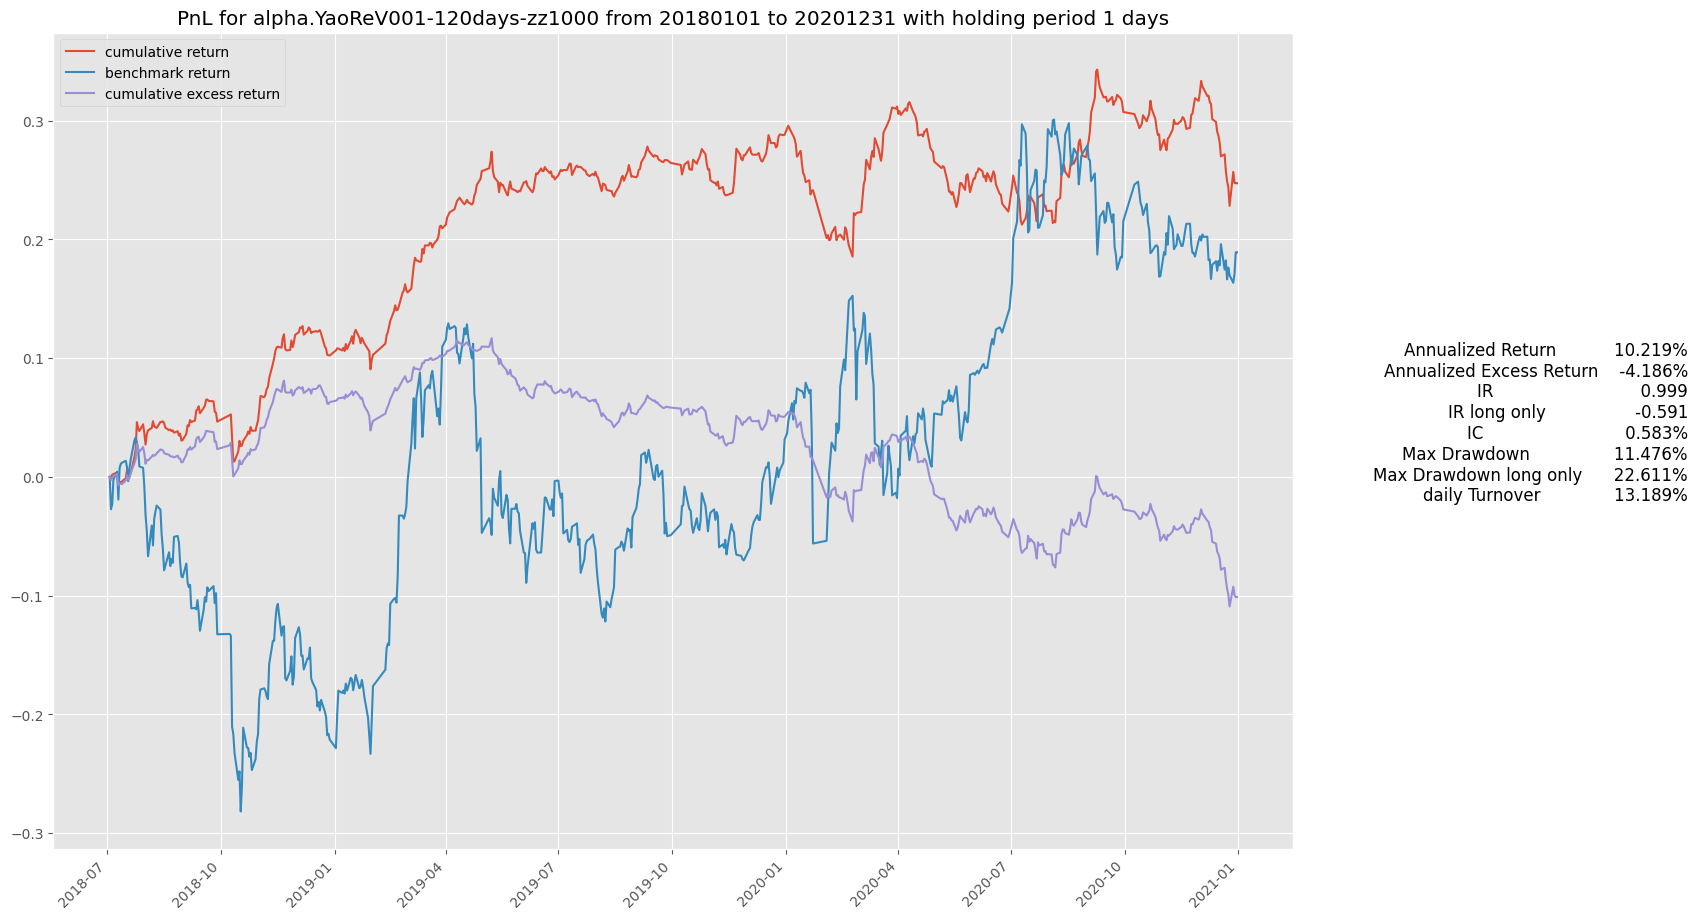 PnL for alpha.YaoReV001-120days-zz1000 from 20180101 to 20201231 with holding period 1 days
cumulative return
benchmark return
cumulative excess return
0.3
0.2
0.1
0.0
−0.1
−0.2
−0.3
2018-07
2018-10
2019-01
2019-04
2019-07
2019-10
2020-01
2020-04
2020-07
2020-10
2021-01
Annualized Return 10.219%
Annualized Excess Return -4.186%
IR 0.999
IR long only -0.591
IC 0.583%
Max Drawdown 11.476%
Max Drawdown long only 22.611%
daily Turnover 13.189%